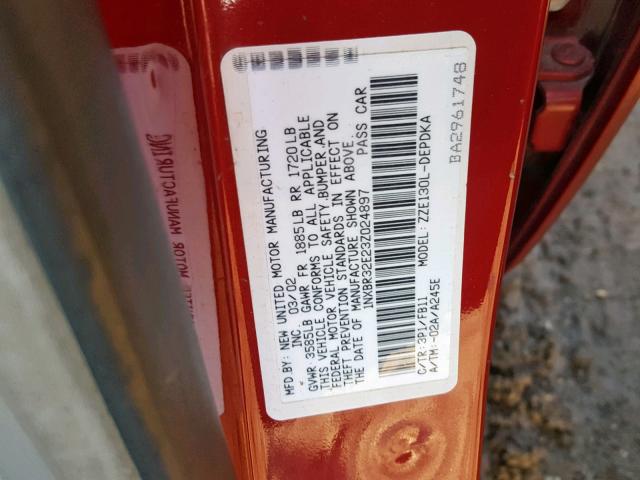 MFD.BY: NEW UNITED MOTOR MANUFACTURING
INC. 03/02
GVWR 3585LB GAWR FR 1885LB RR 1720LB
THIS VEHICLE CONFORMS TO ALL APPLICABLE
FEDERAL MOTOR VEHICLE SAFETY,BUMPER,AND
THEFT PREVENTION STANDARDS IN EFFECT ON
THE DATE OF MANUFACTURE SHOWN ABOVE.
1NXBR32E23Z024897 PASS CAR
C/TR:3P1/FB11 MODEL:ZZE130L-DEPDKA
A/TM:-02A/A245E
BA2961748
MOTOR MANUFACTURING